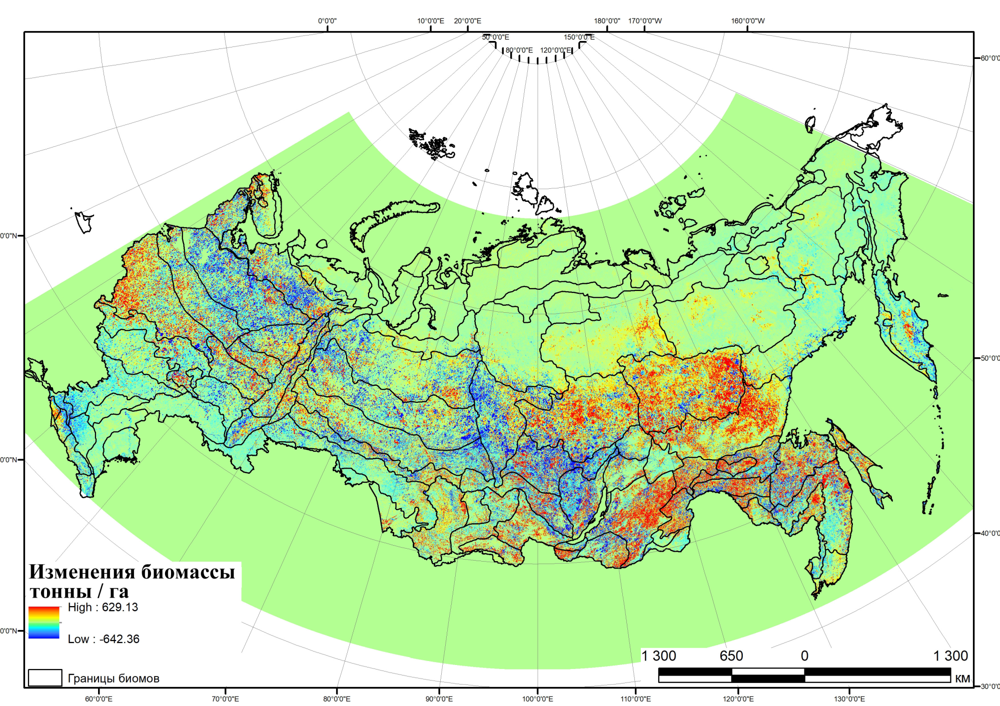 0°0'0" 10°0'0"E 20°0'0"E 180°0'0" 170°0'0"W 160°0'0"W
50°0'0"E 150°0'0"E
80°0'0"E 120°0'0"E
60°0'0
0'0"N
50°0'0
0'0"N
40°0'0
0'0"N
30°0'0
Изменения биомассы
тонны / га
High : 629.13
Low : -642.36
Границы биомов
1 300 650 0 1 300
км
60°0'0"E 70°0'0"E 80°0'0"E 90°0'0"E 100°0'0"E 110°0'0"E 120°0'0"E 130°0'0"E